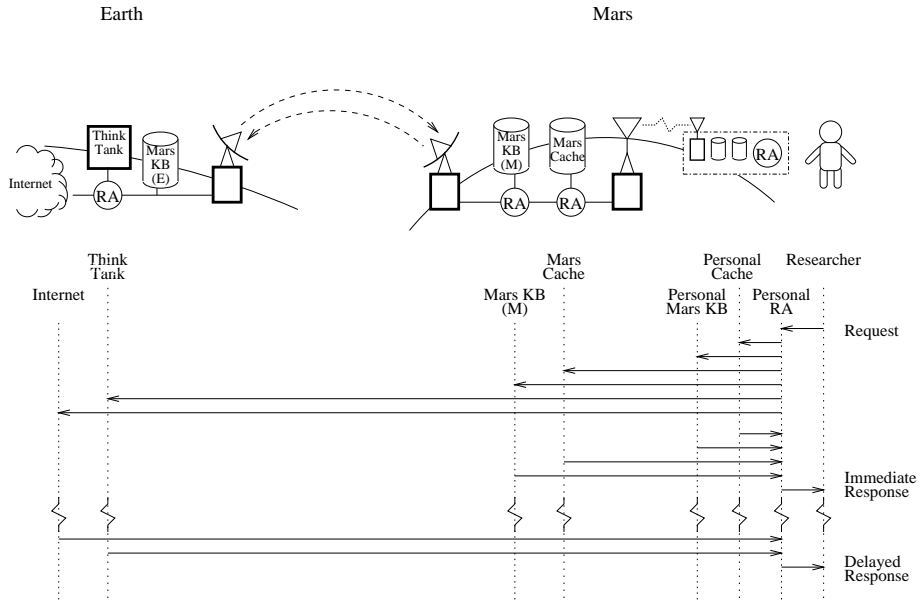 Earth
Mars
Think
Tank
Mars
KB
(E)
Internet
RA
Mars
KB
(M)
Mars
Cache
RA
RA
RA
Think
Tank
Internet
Mars
Cache
Mars KB
(M)
Personal
Cache
Personal
Mars KB
Personal
RA
Researcher
Request
Immediate
Response
Delayed
Response